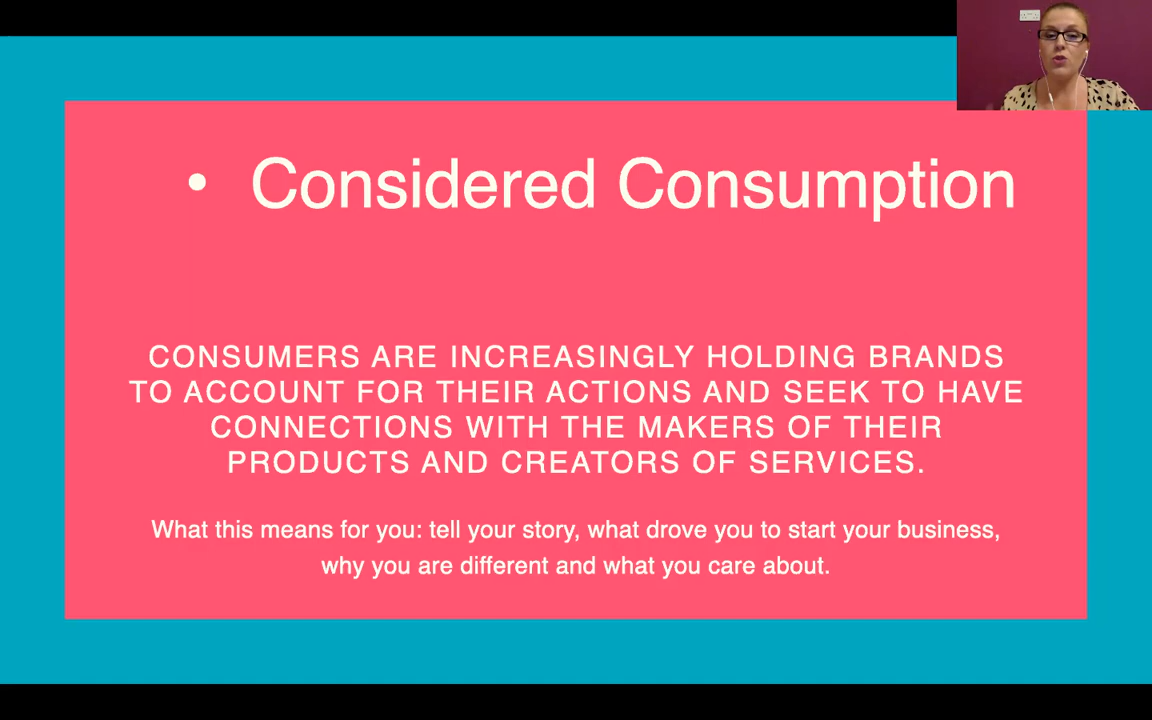 • Considered Consumption
CONSUMERS ARE INCREASINGLY HOLDING BRANDS
TO ACCOUNT FOR THEIR ACTIONS AND SEEK TO HAVE
CONNECTIONS WITH THE MAKERS OF THEIR
PRODUCTS AND CREATORS OF SERVICES.
What this means for you: tell your story, what drove you to start your business,
why you are different and what you care about.